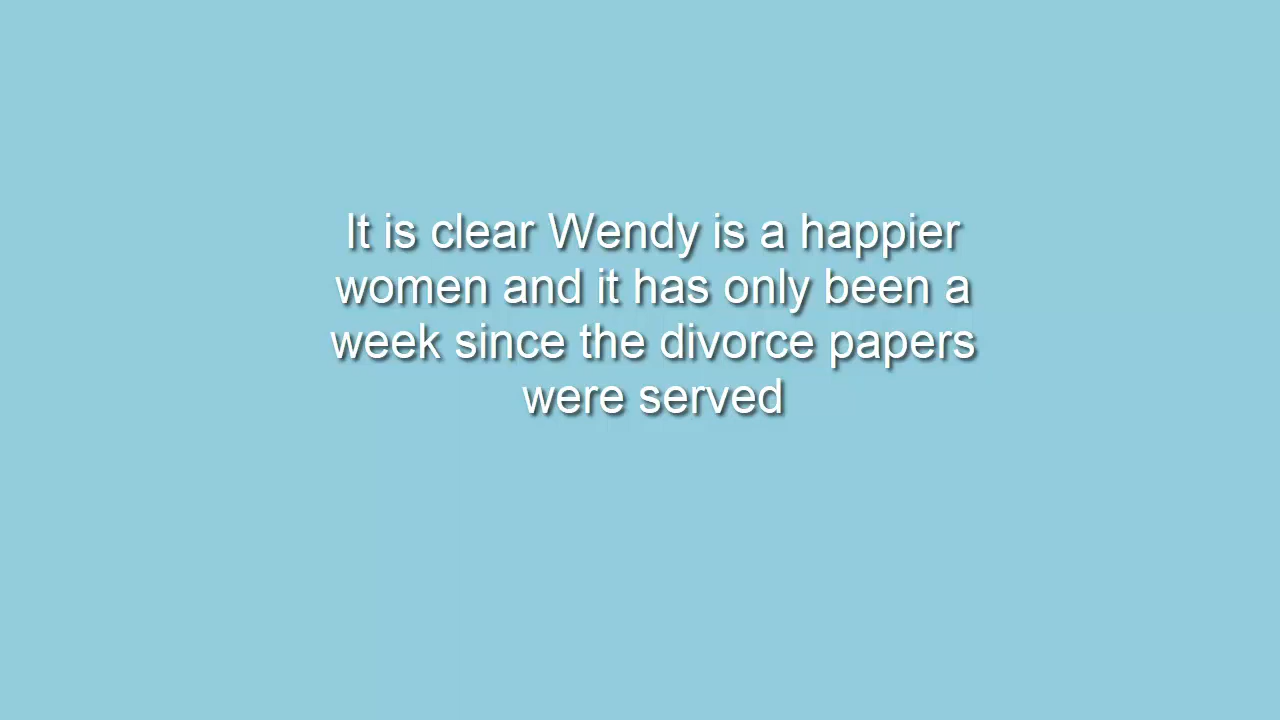 It is clear Wendy is a happier
women and it has only been a
week since the divorce papers
were served